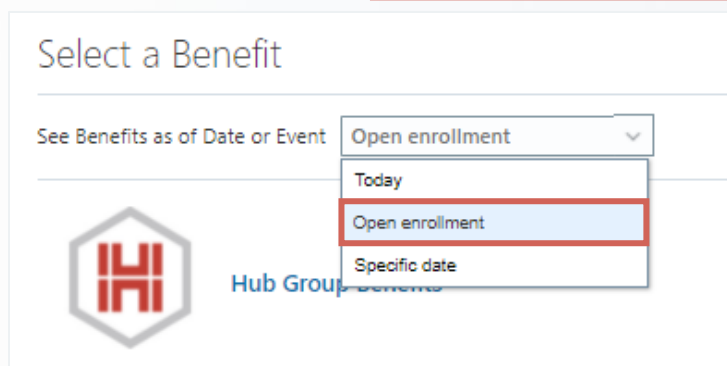 Select a Benefit
See Benefits as of Date or Event Open enrollment
Today
Open enrollment
Specific date
Hub Group Benefits